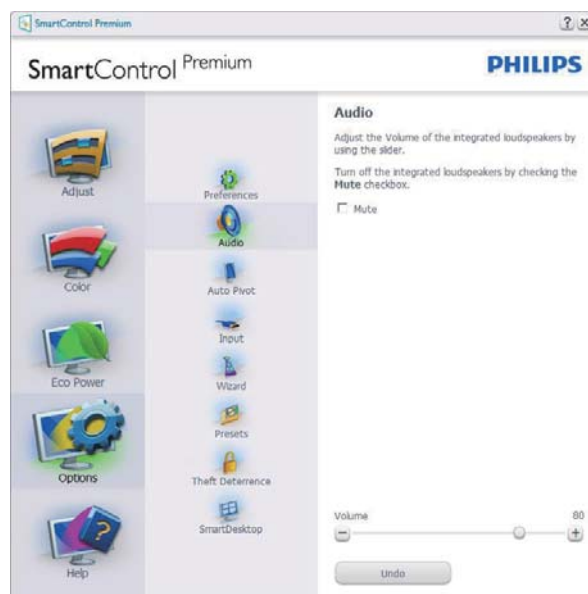 SmartControl Premium
SmartControl Premium
PHILIPS
Adjust
Color
Eco Power
Options
Help
Preferences
Audio
Auto Pivot
Input
Wizard
Presets
Theft Deterrence
SmartDesktop
Audio
Adjust the Volume of the integrated loudspeakers by
using the slider.
Turn off the integrated loudspeakers by checking the
Mute checkbox.
Mute
Volume 80
Undo